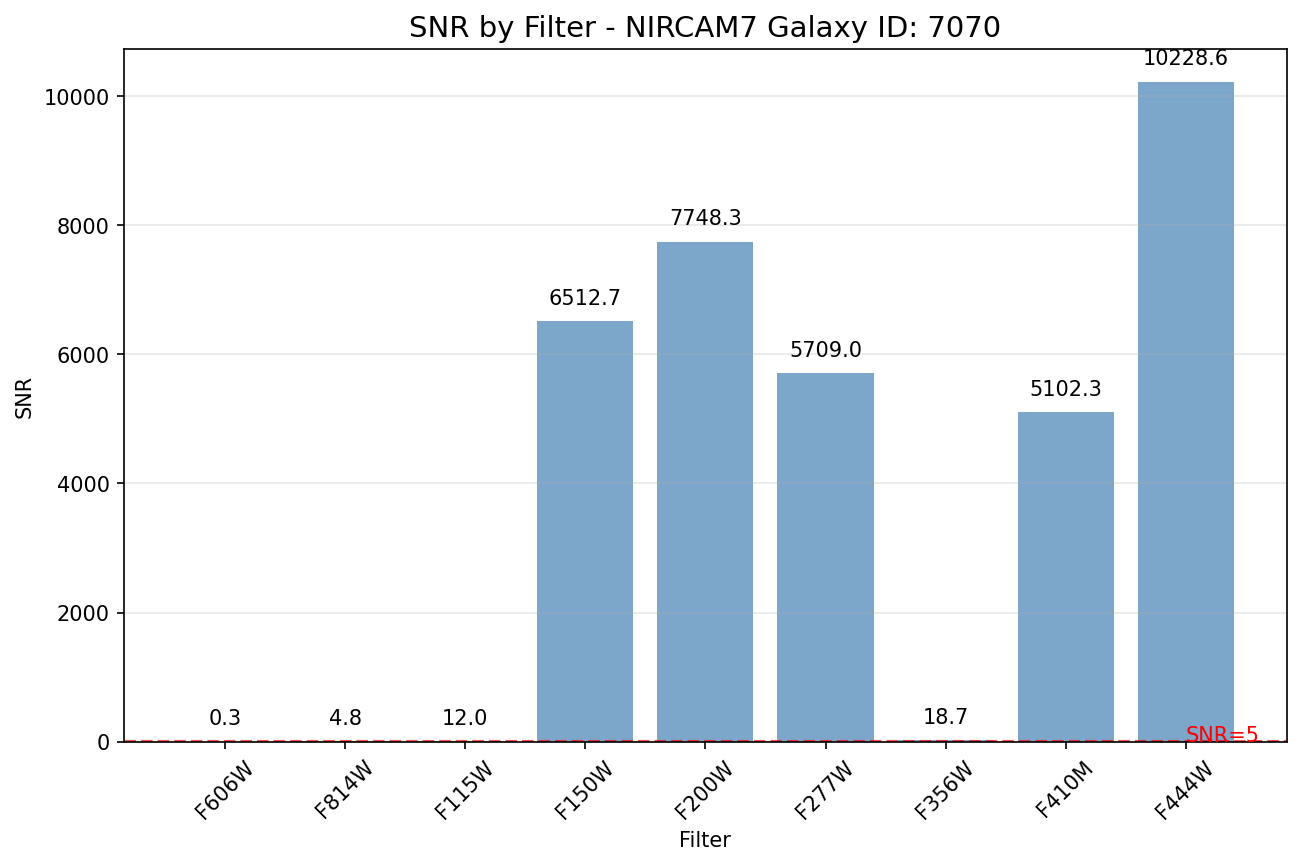 SNR by Filter - NIRCAM7 Galaxy ID: 7070
SNR
10000
8000
6000
4000
2000
0
0.3
4.8
12.0
6512.7
7748.3
5709.0
18.7
5102.3
10228.6
SNR=5
F606W
F814W
F115W
F150W
F200W
F277W
F356W
F410M
F444W
Filter